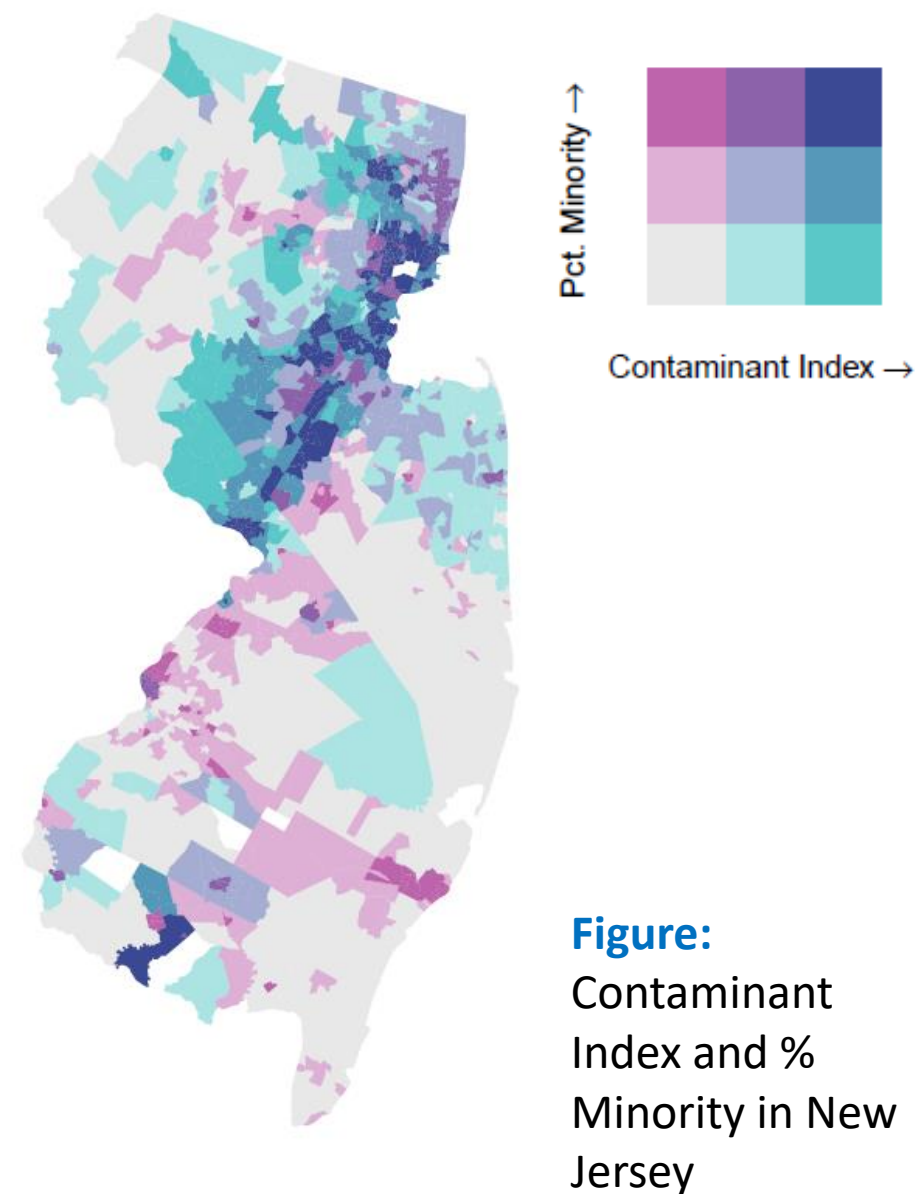 Pct. Minority →
Contaminant Index →
Figure:
Contaminant
Index and %
Minority in New
Jersey